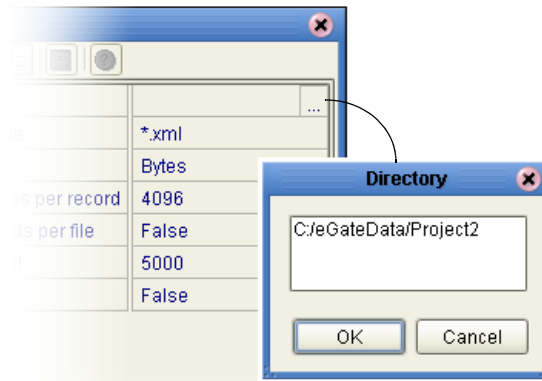 ...
*.xml
Bytes
per record 4096
per file False
5000
False
Directory
C:/eGateData/Project2
OK Cancel